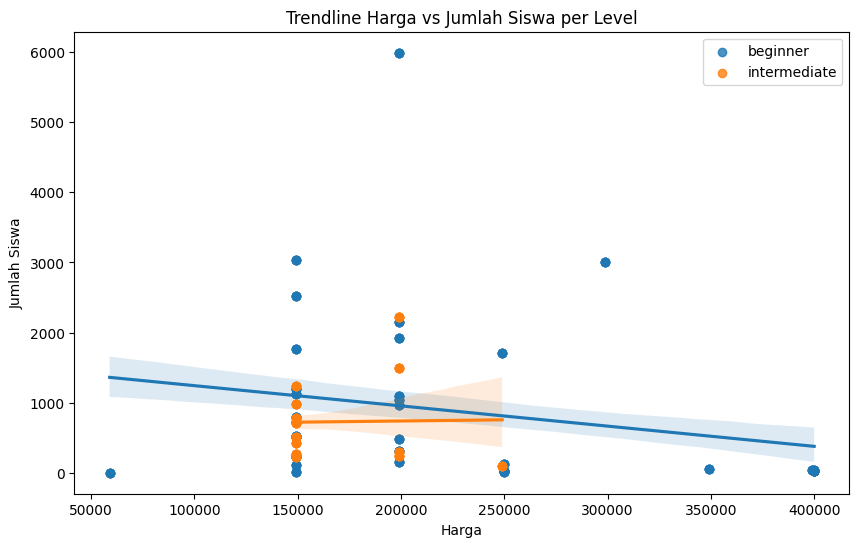 Trendline Harga vs Jumlah Siswa per Level
beginner
intermediate
Jumlah Siswa
6000
5000
4000
3000
2000
1000
0
50000 100000 150000 200000 250000 300000 350000 400000
Harga